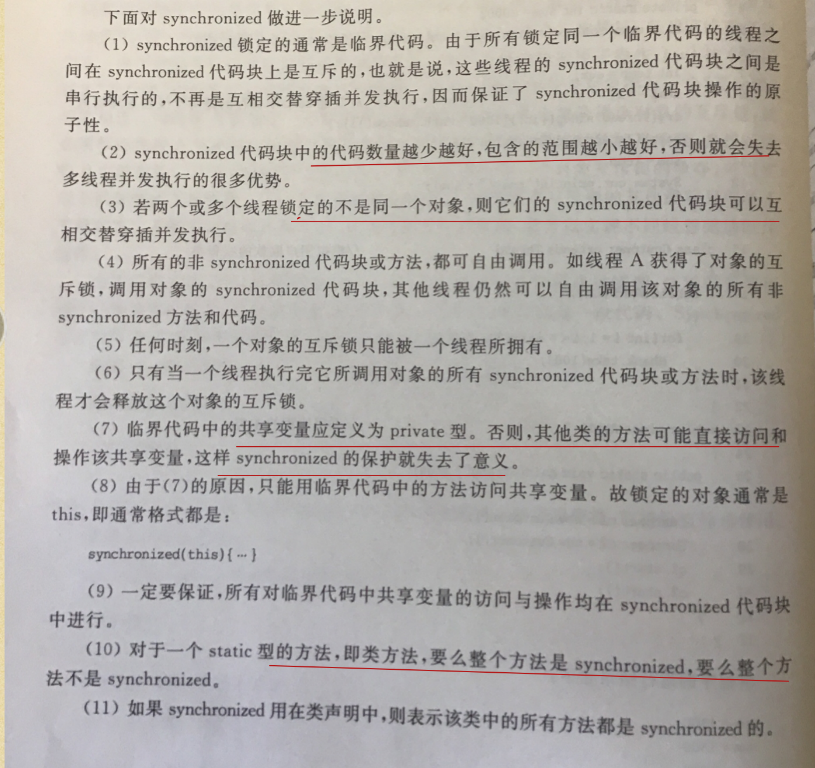 下面对 synchronized 做进一步说明。
(1) synchronized 锁定的通常是临界代码。由于所有锁定同一个临界代码的线程之
间在 synchronized 代码块上是互斥的,也就是说,这些线程的 synchronized 代码块之间是
串行执行的,不再是互相交替穿插并发执行,因而保证了 synchronized 代码块操作的原
子性。
(2) synchronized 代码块中的代码数量越少越好,包含的范围越小越好,否则就会失去
多线程并发执行的很多优势。
(3) 若两个或多个线程锁定的不是同一个对象,则它们的 synchronized 代码块可以互
相交替穿插并发执行。
(4) 所有的非 synchronized 代码块或方法,都可自由调用。如线程 A 获得了对象的互
斥锁,调用对象的 synchronized 代码块,其他线程仍然可以自由调用该对象的所有非
synchronized 方法和代码。
(5) 任何时刻,一个对象的互斥锁只能被一个线程所拥有。
(6) 只有当一个线程执行完它所调用对象的所有 synchronized 代码块或方法时,该线
程才会释放这个对象的互斥锁。
(7) 临界代码中的共享变量应定义为 private 型。否则,其他类的方法可能直接访问和
操作该共享变量,这样 synchronized 的保护就失去了意义。
(8) 由于(7)的原因,只能用临界代码中的方法访问共享变量。故锁定的对象通常是
this,即通常格式都是:
synchronized(this){ … }
(9) 一定要保证,所有对临界代码中共享变量的访问与操作均在 synchronized 代码块
中进行。
(10) 对于一个 static 型的方法,即类方法,要么整个方法是 synchronized,要么整个方
法不是 synchronized。
(11) 如果 synchronized 用在类声明中,则表示该类中的所有方法都是 synchronized 的。